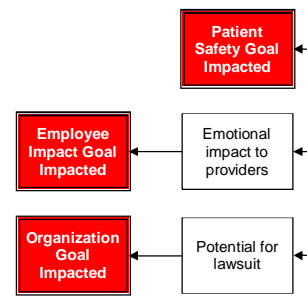 Patient
Safety Goal
Impacted
Employee
Impact Goal
Impacted
Emotional
impact to
providers
Organization
Goal
Impacted
Potential for
lawsuit